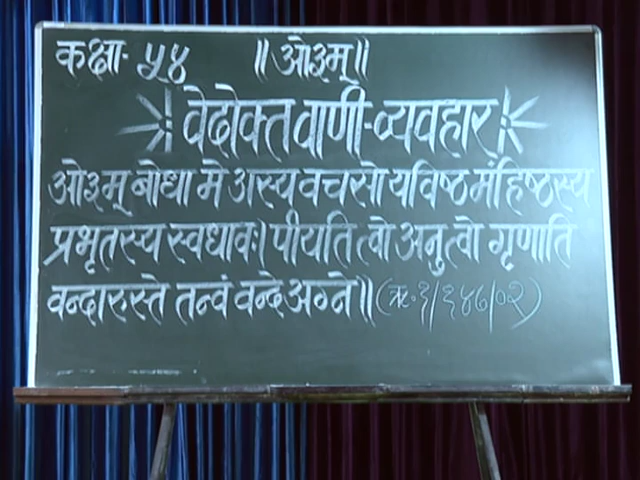 कक्षा- ५४ ॥ ओ३म् ॥
वेदोक्त वाणी-व्यवहार
ओ३म् बोधा मे अस्य वचसो यविष्ठ मंहिष्ठस्य
प्रभृतस्य स्वधावः। पीयति त्वो अनु त्वो गृणाति
वन्दारुस्ते तन्वं वन्दे अग्ने॥ (ऋ॰ १/१४७/०२)